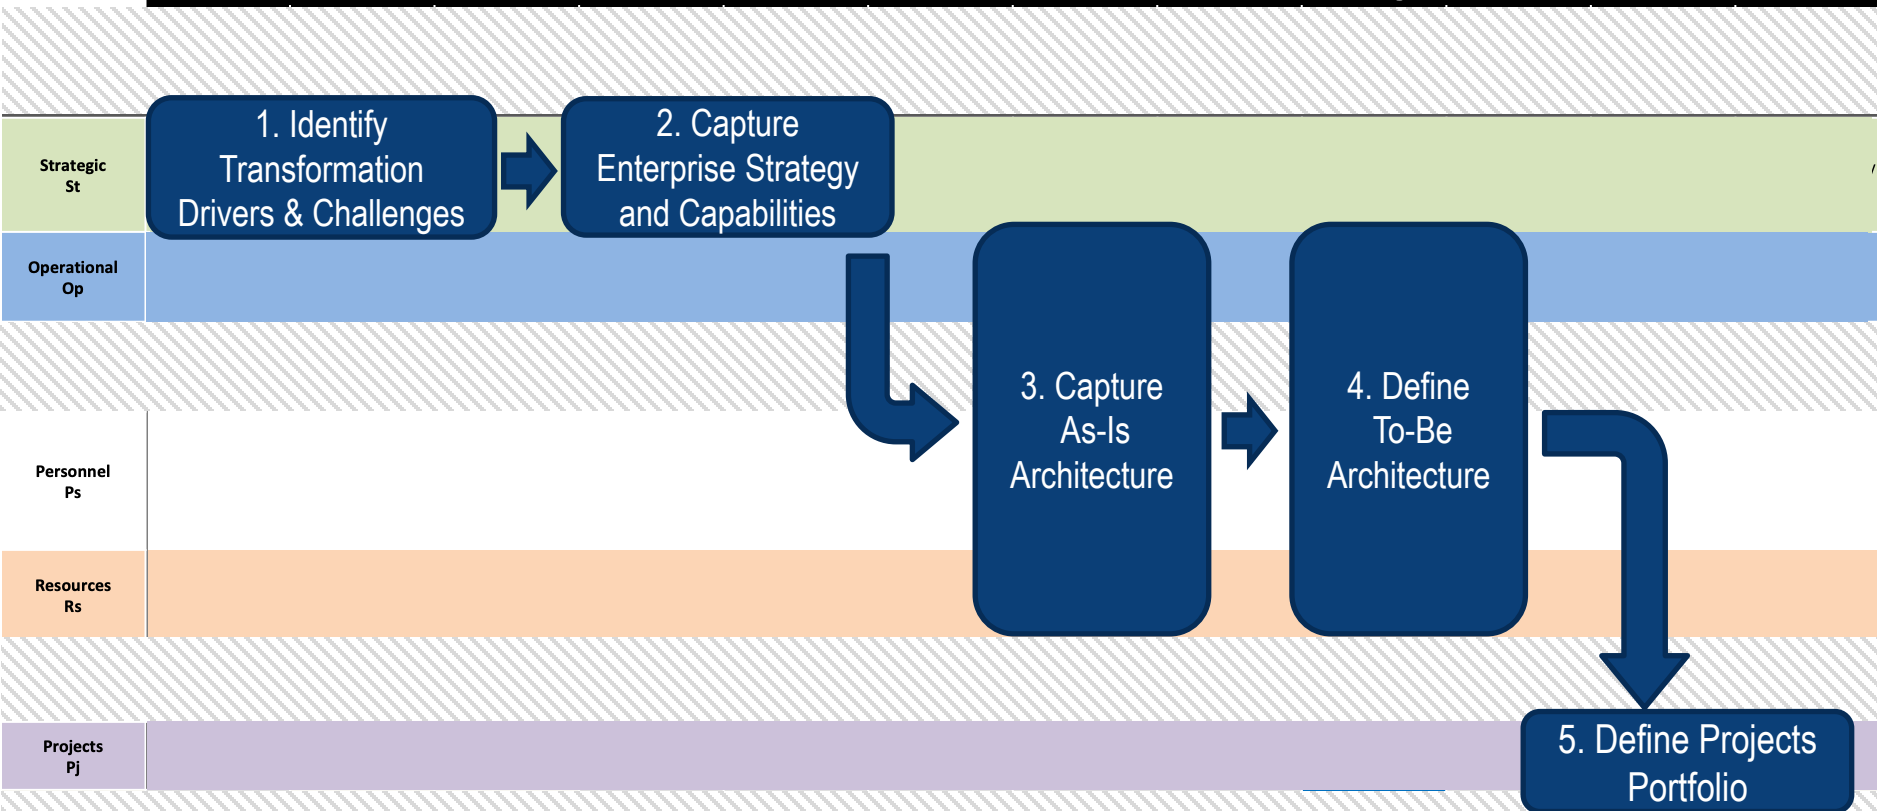 1. Identify
Transformation
Drivers & Challenges
2. Capture
Enterprise Strategy
and Capabilities
Strategic
St
Operational
Op
3. Capture
As-Is
Architecture
4. Define
To-Be
Architecture
Personnel
Ps
Resources
Rs
Projects
Pj
5. Define Projects
Portfolio